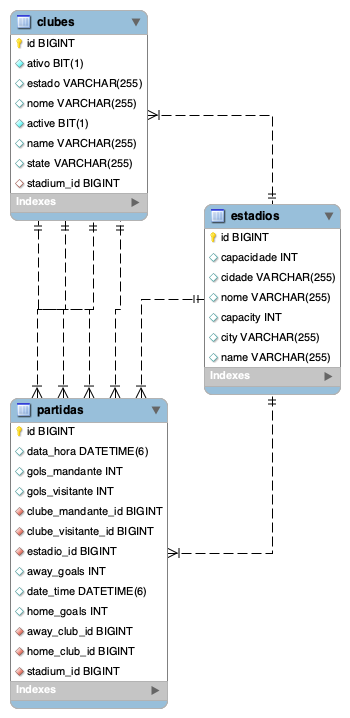 clubes
id BIGINT
ativo BIT(1)
estado VARCHAR(255)
nome VARCHAR(255)
active BIT(1)
name VARCHAR(255)
state VARCHAR(255)
stadium_id BIGINT
Indexes
estadios
id BIGINT
capacidade INT
cidade VARCHAR(255)
nome VARCHAR(255)
capacity INT
city VARCHAR(255)
name VARCHAR(255)
Indexes
partidas
id BIGINT
data_hora DATETIME(6)
gols_mandante INT
gols_visitante INT
clube_mandante_id BIGINT
clube_visitante_id BIGINT
estadio_id BIGINT
away_goals INT
date_time DATETIME(6)
home_goals INT
away_club_id BIGINT
home_club_id BIGINT
stadium_id BIGINT
Indexes